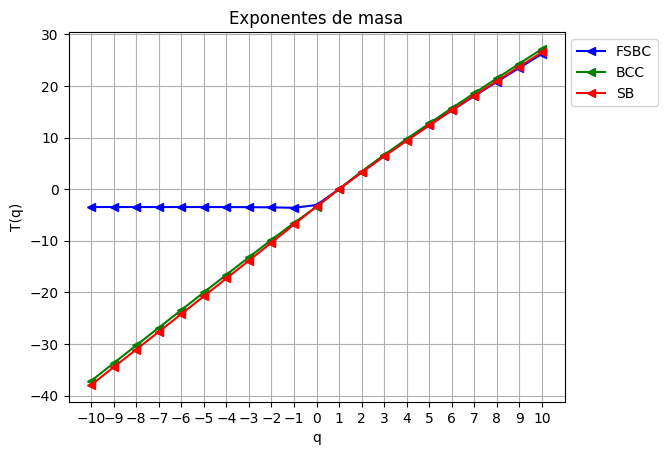 Exponentes de masa
FSBC
BCC
SB
T(q)
30
20
10
0
−10
−20
−30
−40
−10 −9 −8 −7 −6 −5 −4 −3 −2 −1 0 1 2 3 4 5 6 7 8 9 10
q